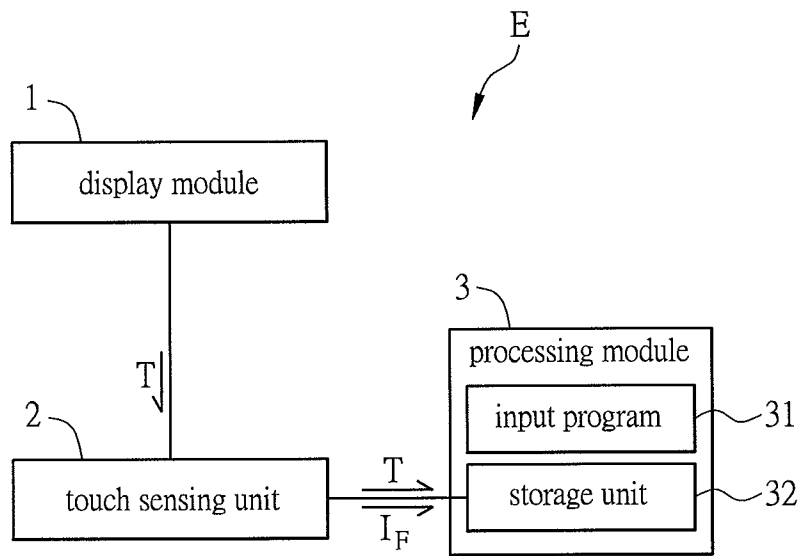 E
1
display module
3
processing module
T
input program
31
2
T
touch sensing unit
storage unit
32
I_F